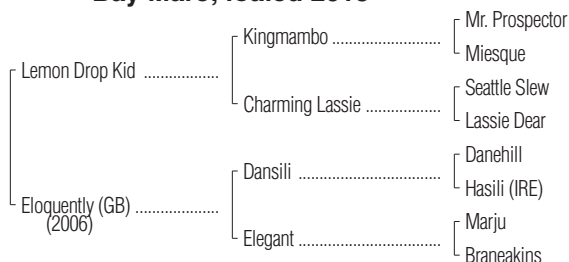 Bay Mare; foaled
Mr. Prospector
Kingmambo ..........................
Miesque
Lemon Drop Kid ..................
Seattle Slew
Charming Lassie ..................
Lassie Dear
Danehill
Dansili ..................................
Hasili (IRE)
Eloquently (GB) ....................
(2006)
Marju
Elegant .................................
Braneakins